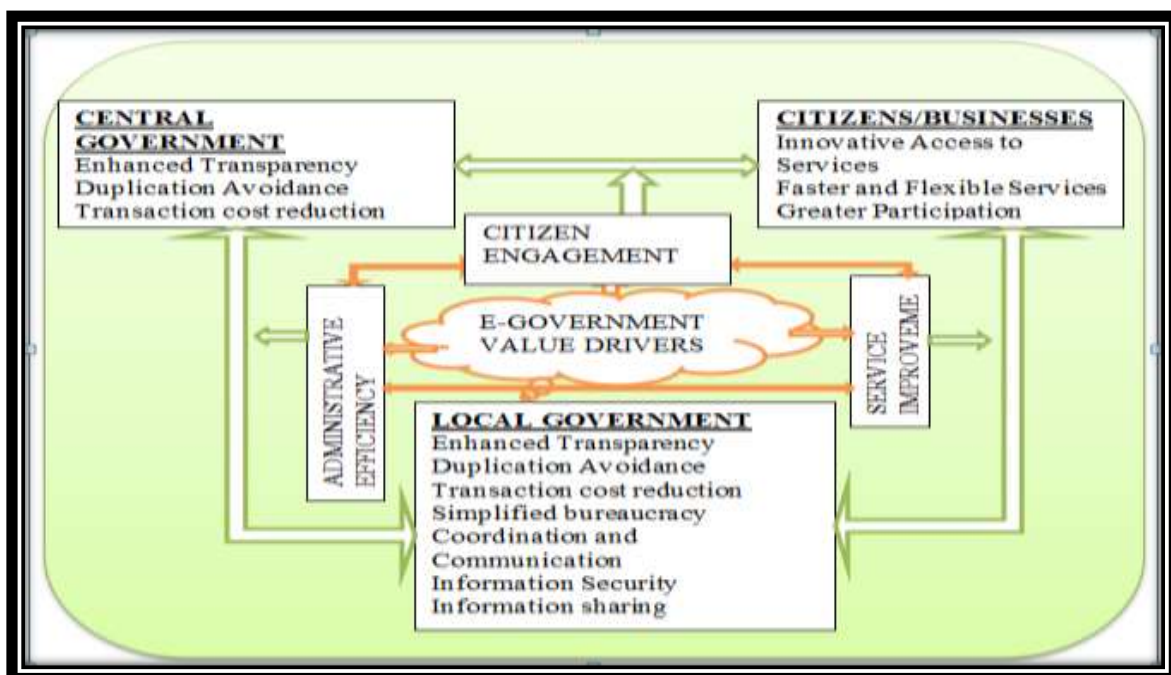 CENTRAL
GOVERNMENT
Enhanced Transparency
Duplication Avoidance
Transaction cost reduction
CITIZENS/BUSINESSES
Innovative Access to
Services
Faster and Flexible Services
Greater Participation
CITIZEN
ENGAGEMENT
ADMINISTRATIVE
EFFICIENCY
E-GOVERNMENT
VALUE DRIVERS
SERVICE
IMPROVEME
LOCAL GOVERNMENT
Enhanced Transparency
Duplication Avoidance
Transaction cost reduction
Simplified bureaucracy
Coordination and
Communication
Information Security
Information sharing